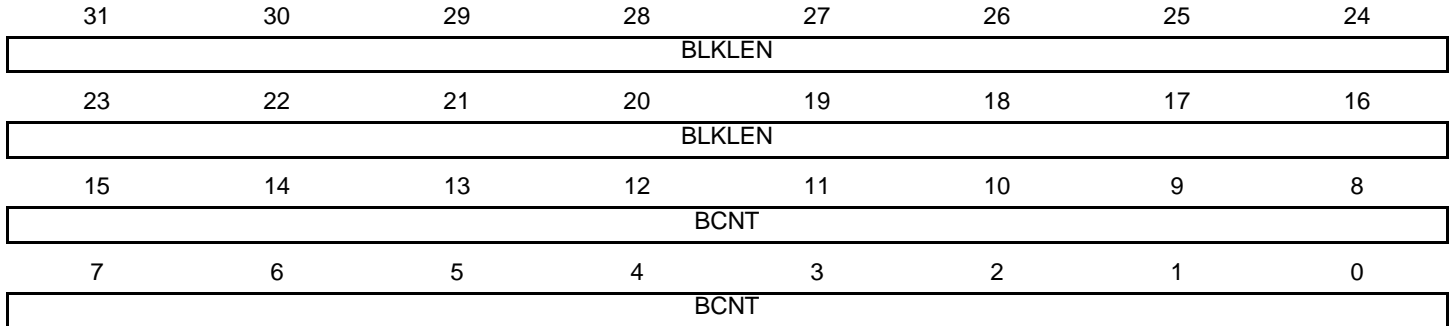 31 30 29 28 27 26 25 24
BLKLEN
23 22 21 20 19 18 17 16
BLKLEN
15 14 13 12 11 10 9 8
BCNT
7 6 5 4 3 2 1 0
BCNT